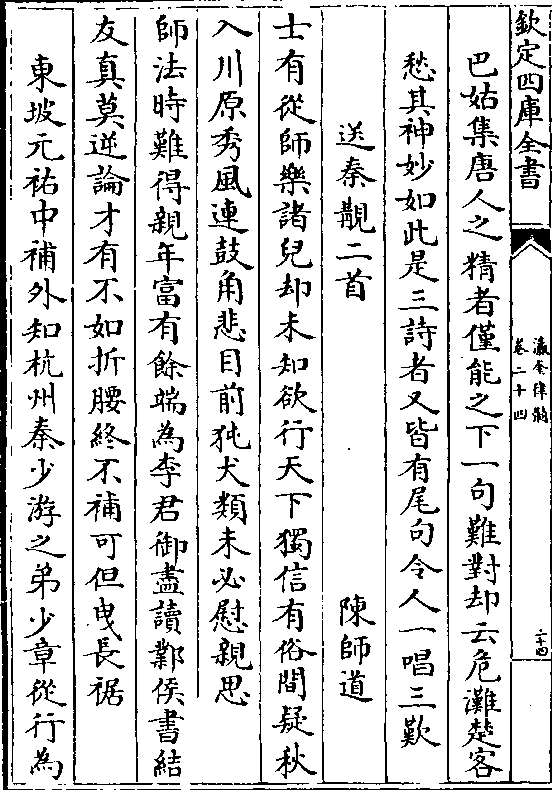 欽定四庫全書
瀛奎律髓
卷二十四
二十四
巴姑集唐人之精者僅能之下一句難對却云危灘楚客
愁其神妙如此是三詩者又皆有尾句令人一唱三歎
送秦覯二首　陳師道
士有從師樂諸兒却未知欲行天下獨信有俗間疑秋
入川原秀風連鼓角悲目前㹠犬類未必慰親思
師法時難得親年富有餘端為李君御盡讀鄴侯書結
友真莫逆論才有不如折腰終不補可但曳長裾
東坡元祐中補外知杭州秦少游之弟少章從行為